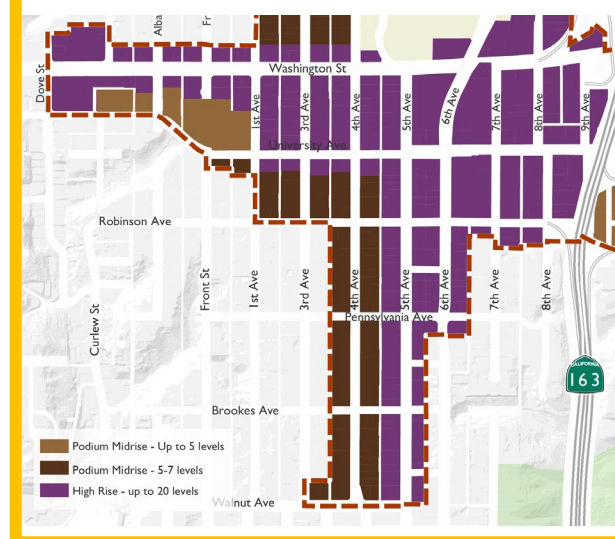 Alba
Fr
Dove St
Washington St
1st Ave
3rd Ave
4th Ave
5th Ave
6th Ave
7th Ave
8th Ave
9th Ave
University Ave
Robinson Ave
Curlew St
Front St
1st Ave
3rd Ave
4th Ave
5th Ave
6th Ave
7th Ave
8th Ave
Pennsylvania Ave
CALIFORNIA
163
Brookes Ave
Podium Midrise - Up to 5 levels
Podium Midrise - 5-7 levels
High Rise - up to 20 levels
Walnut Ave